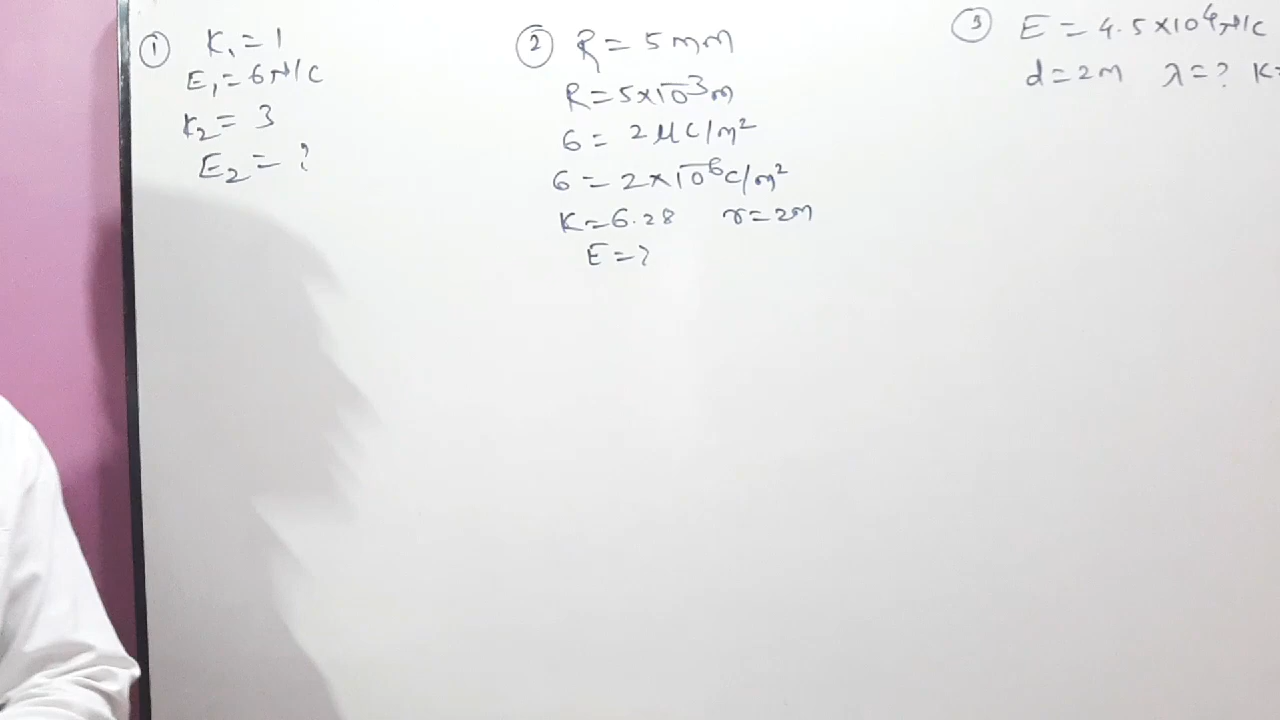 ① K₁ = 1
E₁ = 6 N/C
K₂ = 3
E₂ = ?
② R = 5 mm
R = 5×10⁻³ m
σ = 2 μC/m²
σ = 2×10⁻⁶ C/m²
K = 6.28 r = 2m
E = ?
③ E = 4.5×10⁴ N/C
d = 2m λ = ? K=